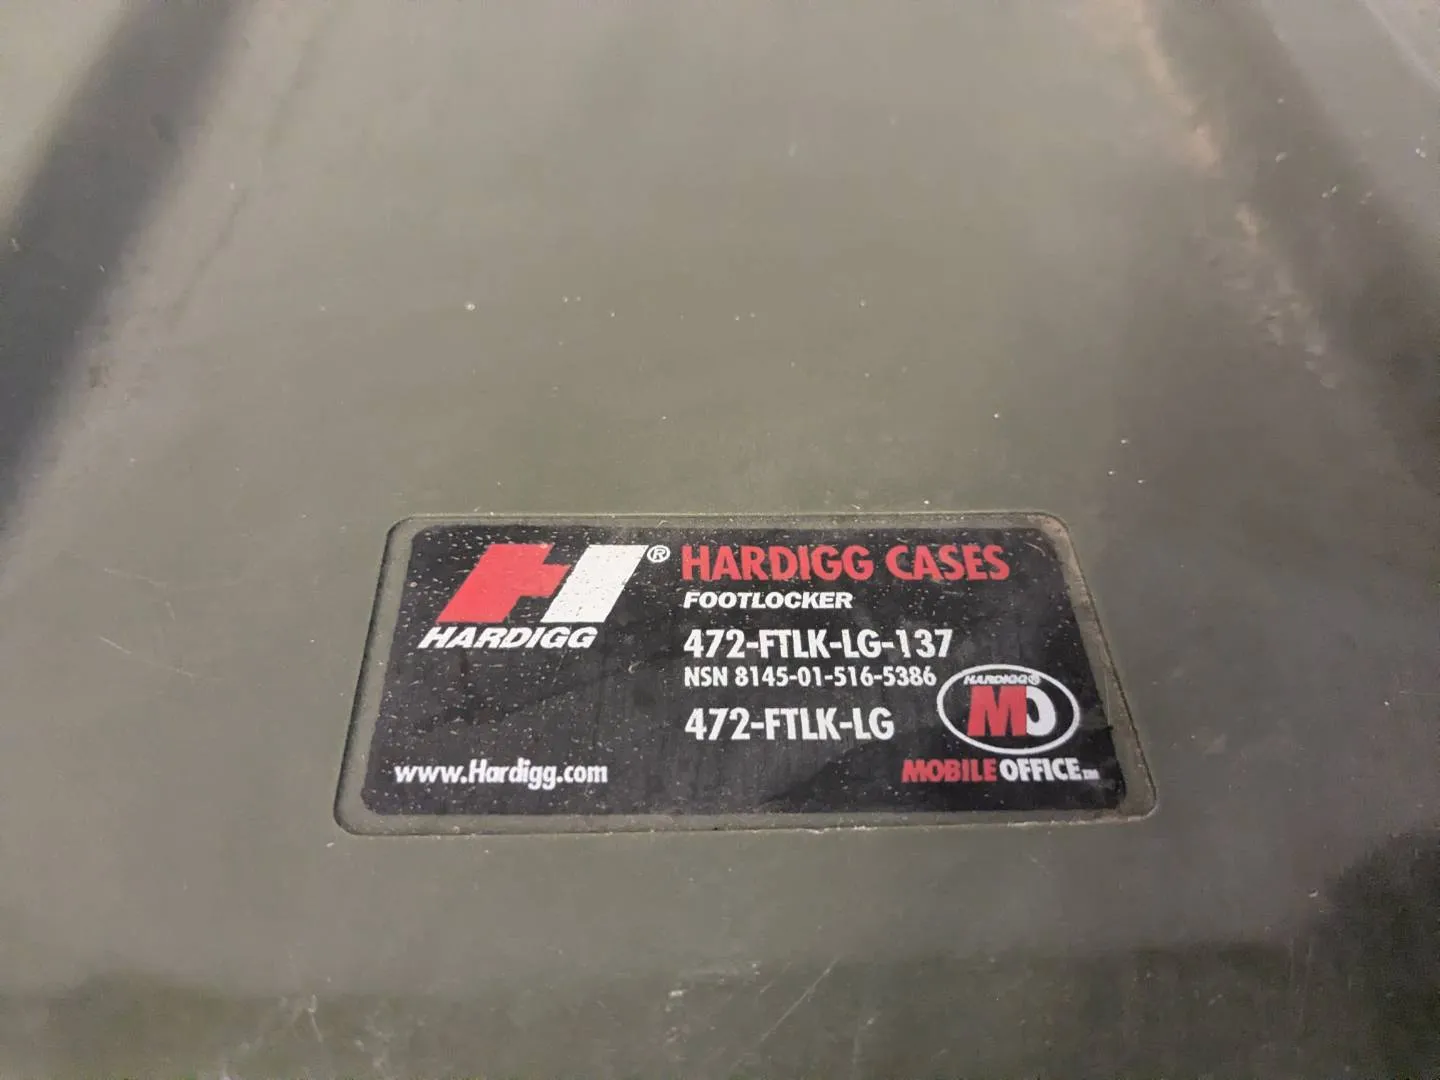 HARDIGG®
HARDIGG CASES
FOOTLOCKER
472-FTLK-LG-137
NSN 8145-01-516-5386
472-FTLK-LG
www.Hardigg.com
HARDIGG®
MO
MOBILE OFFICE